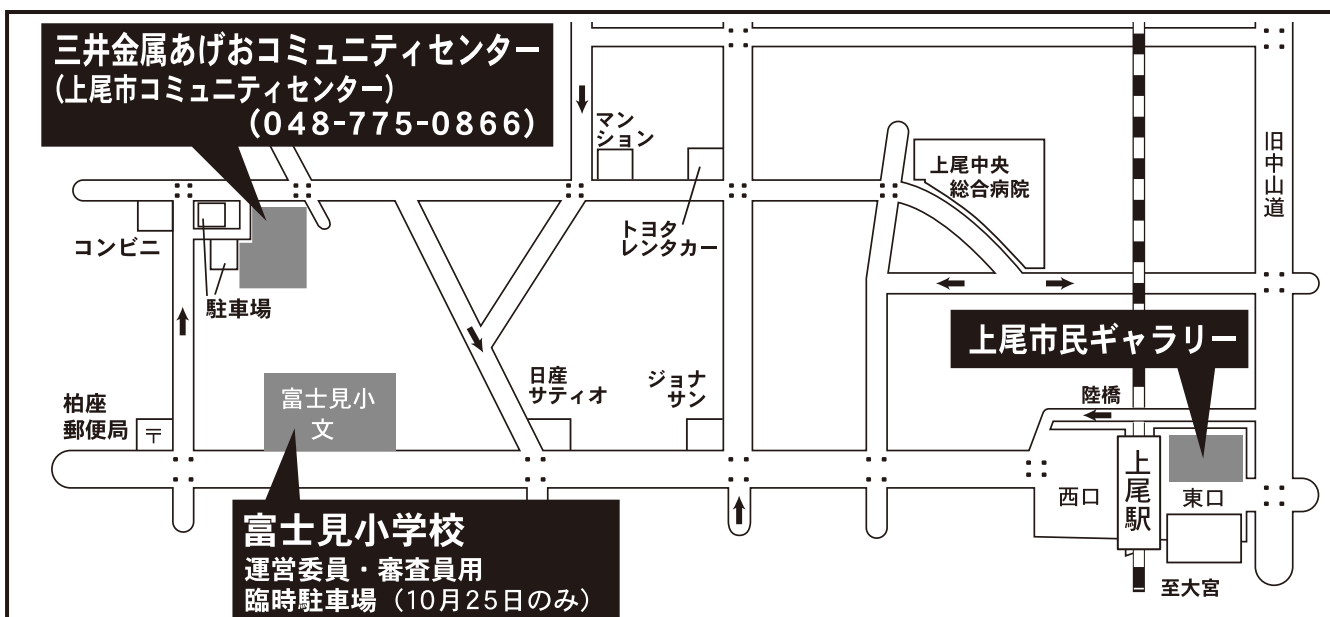 三井金属あげおコミュニティセンター
(上尾市コミュニティセンター)
(048-775-0866)
マン
ション
上尾中央
総合病院
旧中山道
コンビニ
トヨタ
レンタカー
駐車場
上尾市民ギャラリー
日産
サティオ
ジョナ
サン
陸橋
柏座
郵便局
〒
富士見小
文
上尾駅
西口
東口
富士見小学校
運営委員・審査員用
臨時駐車場（10月25日のみ）
至大宮